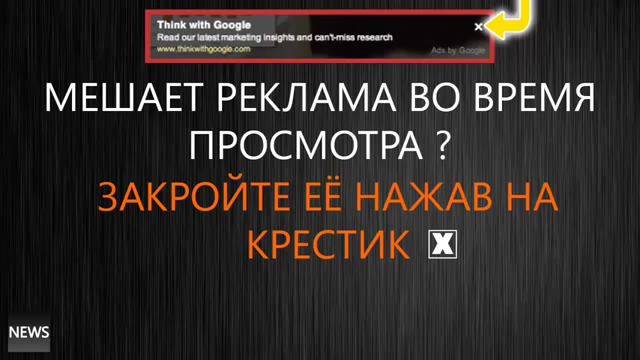 Think with Google
Read our latest marketing insights and can't-miss research
www.thinkwithgoogle.com
Ads by Google
МЕШАЕТ РЕКЛАМА ВО ВРЕМЯ
ПРОСМОТРА ?
ЗАКРОЙТЕ ЕЁ НАЖАВ НА
КРЕСТИК X
NEWS